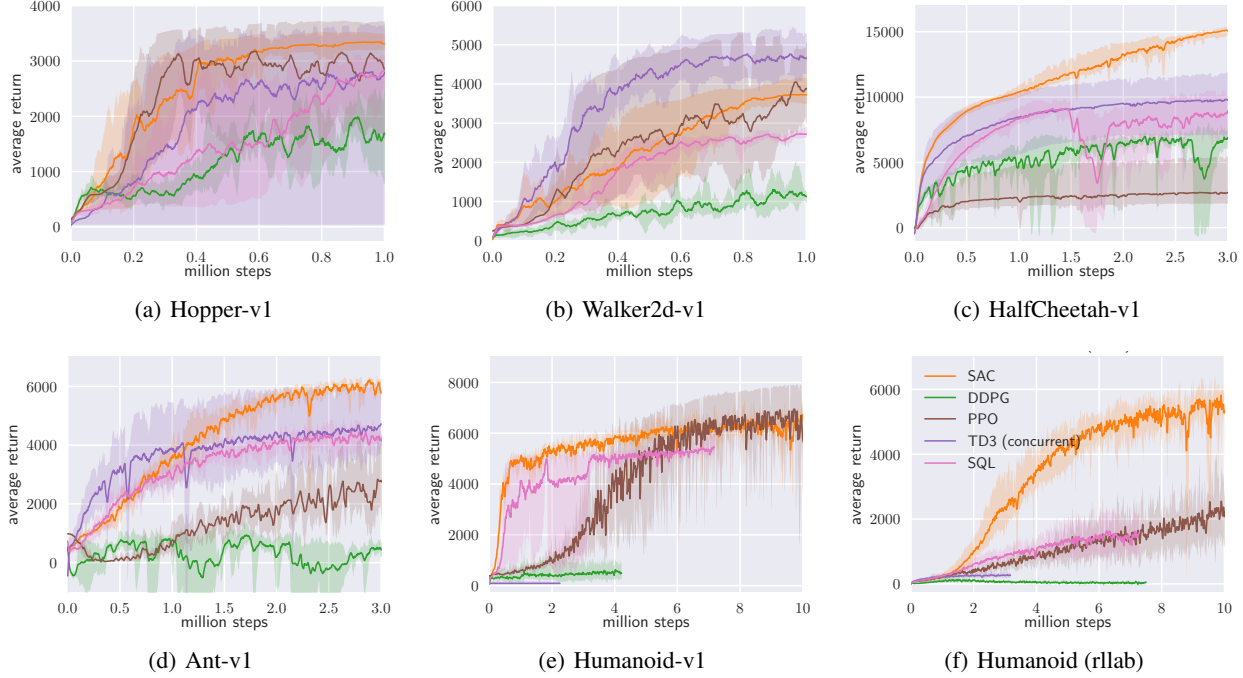 4000
3000
2000
1000
0
average return
0.0 0.2 0.4 0.6 0.8 1.0
million steps
(a) Hopper-v1
6000
5000
4000
3000
2000
1000
0
average return
0.0 0.2 0.4 0.6 0.8 1.0
million steps
(b) Walker2d-v1
15000
10000
5000
0
average return
0.0 0.5 1.0 1.5 2.0 2.5 3.0
million steps
(c) HalfCheetah-v1
6000
4000
2000
0
average return
0.0 0.5 1.0 1.5 2.0 2.5 3.0
million steps
(d) Ant-v1
8000
6000
4000
2000
0
average return
0 2 4 6 8 10
million steps
(e) Humanoid-v1
6000
4000
2000
0
average return
SAC
DDPG
PPO
TD3 (concurrent)
SQL
0 2 4 6 8 10
million steps
(f) Humanoid (rllab)